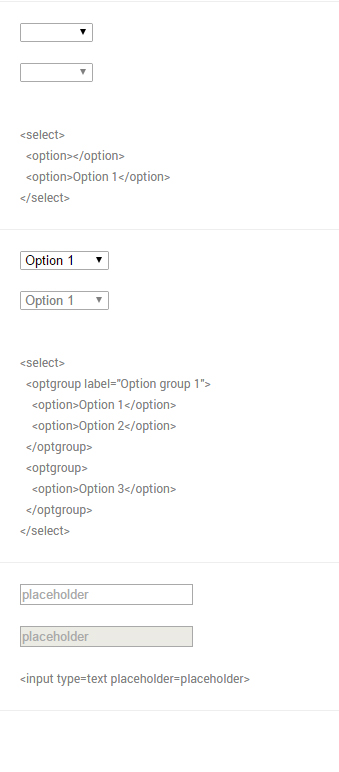 <select>
<option></option>
<option>Option 1</option>
</select>
Option 1
Option 1
<select>
<optgroup label="Option group 1">
<option>Option 1</option>
<option>Option 2</option>
</optgroup>
<optgroup>
<option>Option 3</option>
</optgroup>
</select>
placeholder
placeholder
<input type=text placeholder=placeholder>